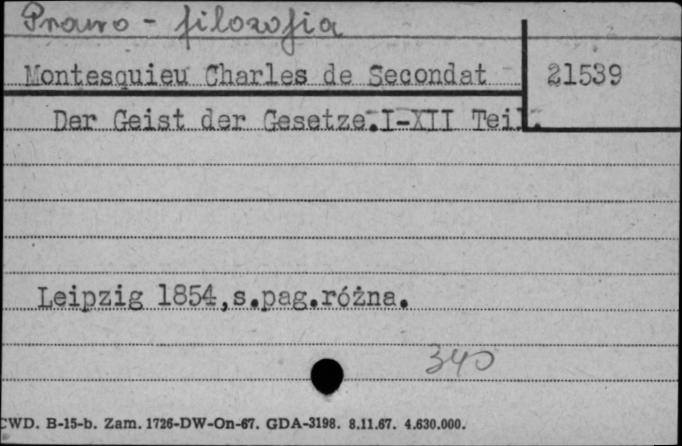 Prawo - filozofia
Montesquieu Charles de Secondat
21539
Der Geist der Gesetze.I-XII Teil.
Leipzig 1854,s.pag.różna.
340
CWD. B-15-b. Zam. 1726-DW-On-67. GDA-3198. 8.11.67. 4.630.000.